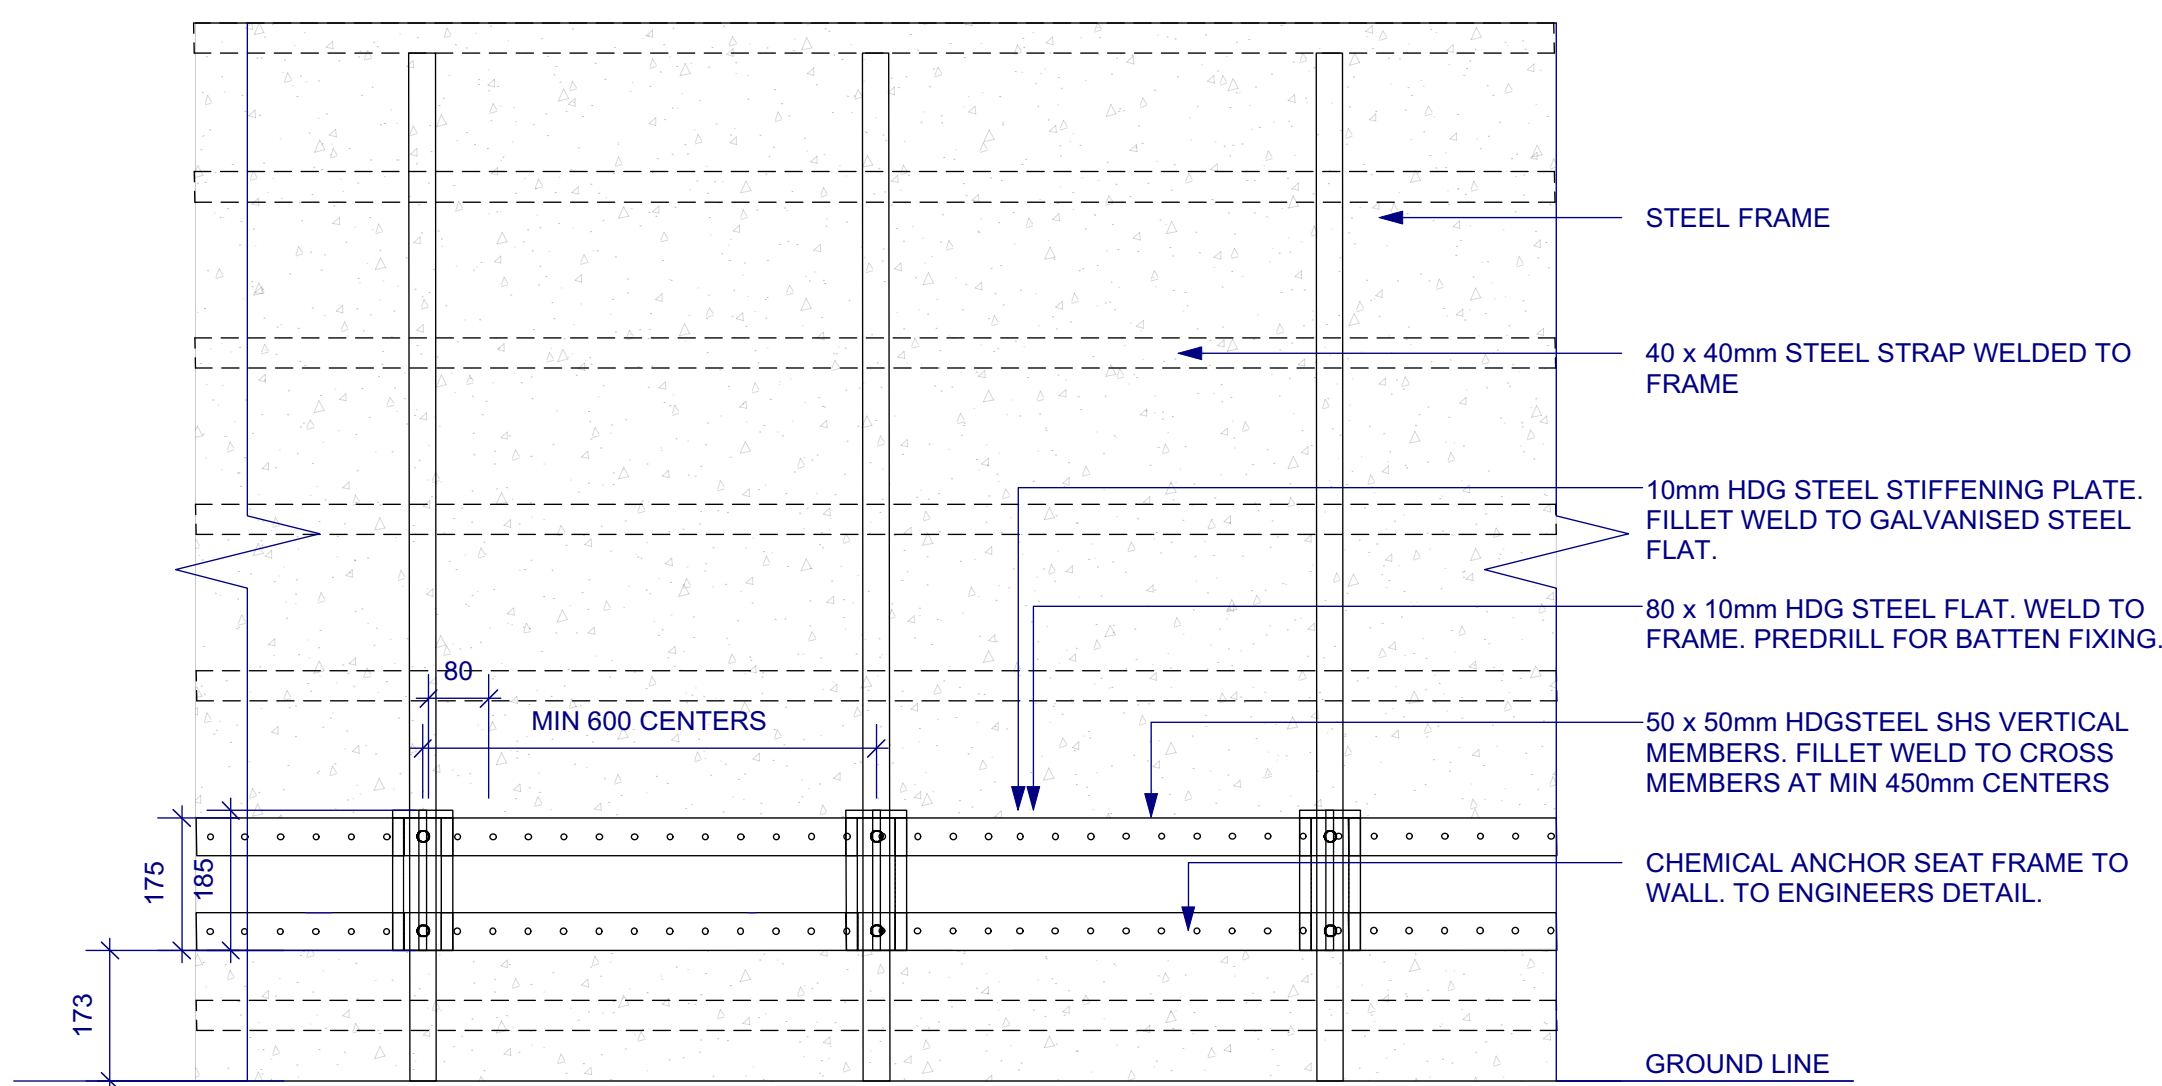 STEEL FRAME
40 x 40mm STEEL STRAP WELDED TO
FRAME
10mm HDG STEEL STIFFENING PLATE.
FILLET WELD TO GALVANISED STEEL
FLAT.
80 x 10mm HDG STEEL FLAT. WELD TO
FRAME. PREDRILL FOR BATTEN FIXING.
80
MIN 600 CENTERS
50 x 50mm HDGSTEEL SHS VERTICAL
MEMBERS. FILLET WELD TO CROSS
MEMBERS AT MIN 450mm CENTERS
175
185
CHEMICAL ANCHOR SEAT FRAME TO
WALL. TO ENGINEERS DETAIL.
173
GROUND LINE